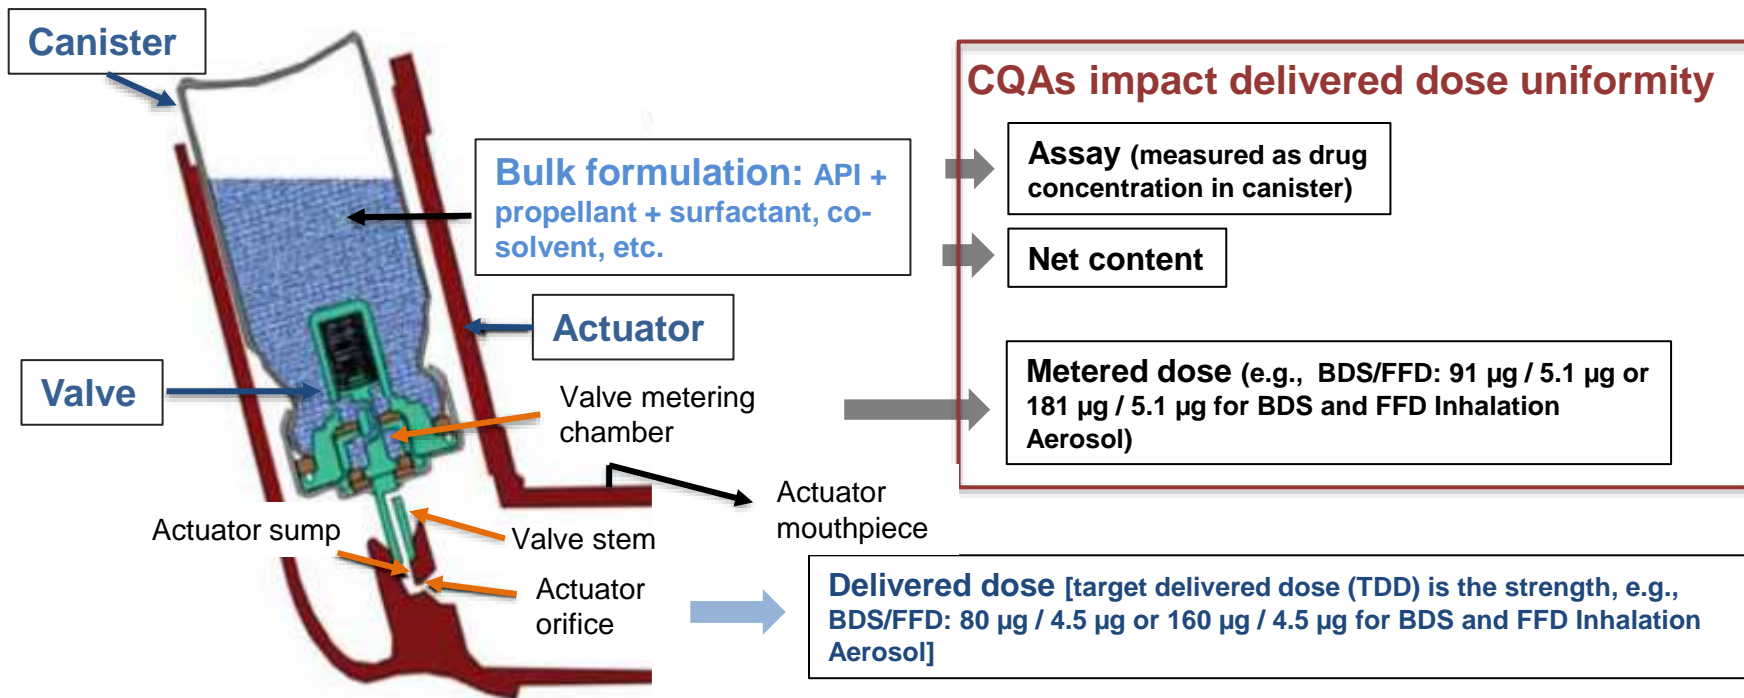 Canister
CQAs impact delivered dose uniformity
Bulk formulation: API +
propellant + surfactant, co-
solvent, etc.
Assay (measured as drug
concentration in canister)
Net content
Actuator
Valve
Valve metering
chamber
Metered dose (e.g., BDS/FFD: 91 µg / 5.1 µg or
181 µg / 5.1 µg for BDS and FFD Inhalation
Aerosol)
Actuator
mouthpiece
Actuator sump
Valve stem
Actuator
orifice
Delivered dose [target delivered dose (TDD) is the strength, e.g.,
BDS/FFD: 80 µg / 4.5 µg or 160 µg / 4.5 µg for BDS and FFD Inhalation
Aerosol]